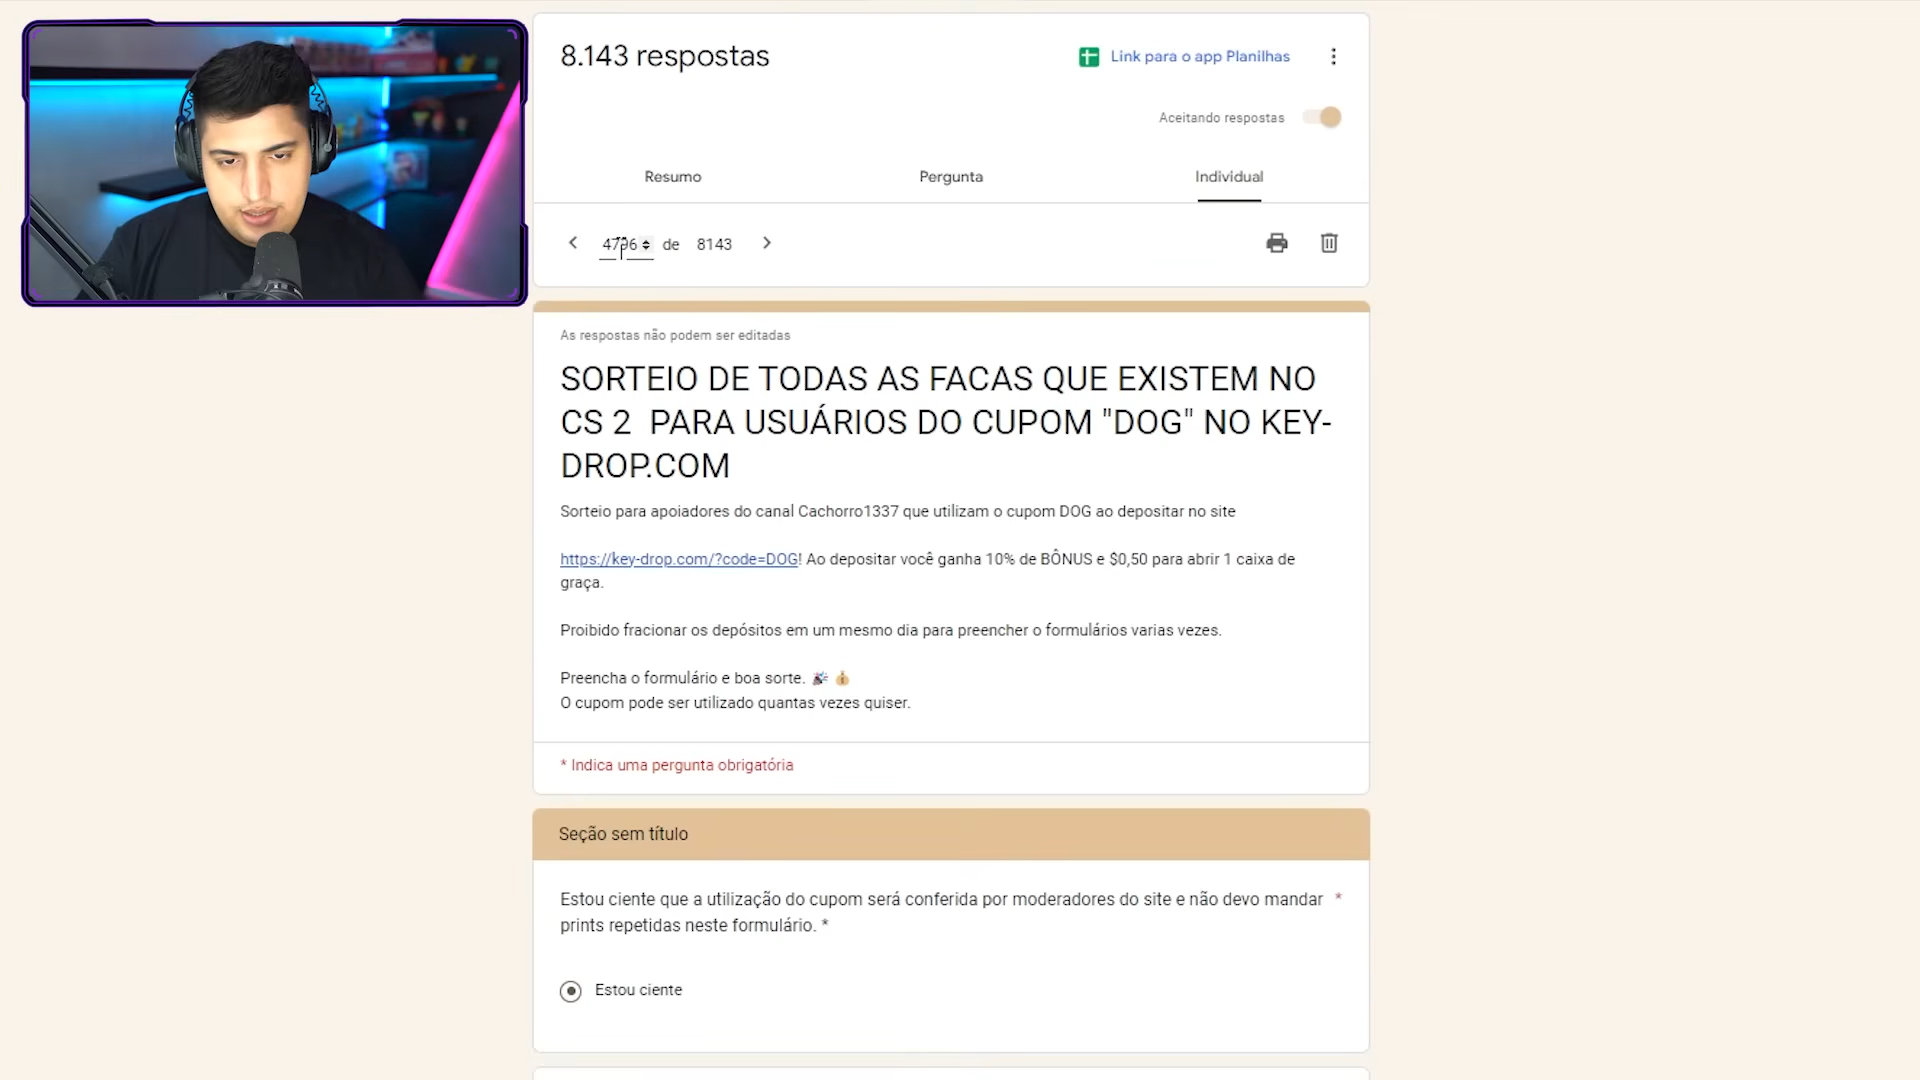 8.143 respostas
Link para o app Planilhas
Aceitando respostas
Resumo
Pergunta
Individual
4796 de 8143
As respostas não podem ser editadas
SORTEIO DE TODAS AS FACAS QUE EXISTEM NO
CS 2 PARA USUÁRIOS DO CUPOM "DOG" NO KEY-
DROP.COM
Sorteio para apoiadores do canal Cachorro1337 que utilizam o cupom DOG ao depositar no site
https://key-drop.com/?code=DOG! Ao depositar você ganha 10% de BÔNUS e $0,50 para abrir 1 caixa de
graça.
Proibido fracionar os depósitos em um mesmo dia para preencher o formulários varias vezes.
Preencha o formulário e boa sorte. 🎉 💰
O cupom pode ser utilizado quantas vezes quiser.
* Indica uma pergunta obrigatória
Seção sem título
Estou ciente que a utilização do cupom será conferida por moderadores do site e não devo mandar *
prints repetidas neste formulário. *
Estou ciente